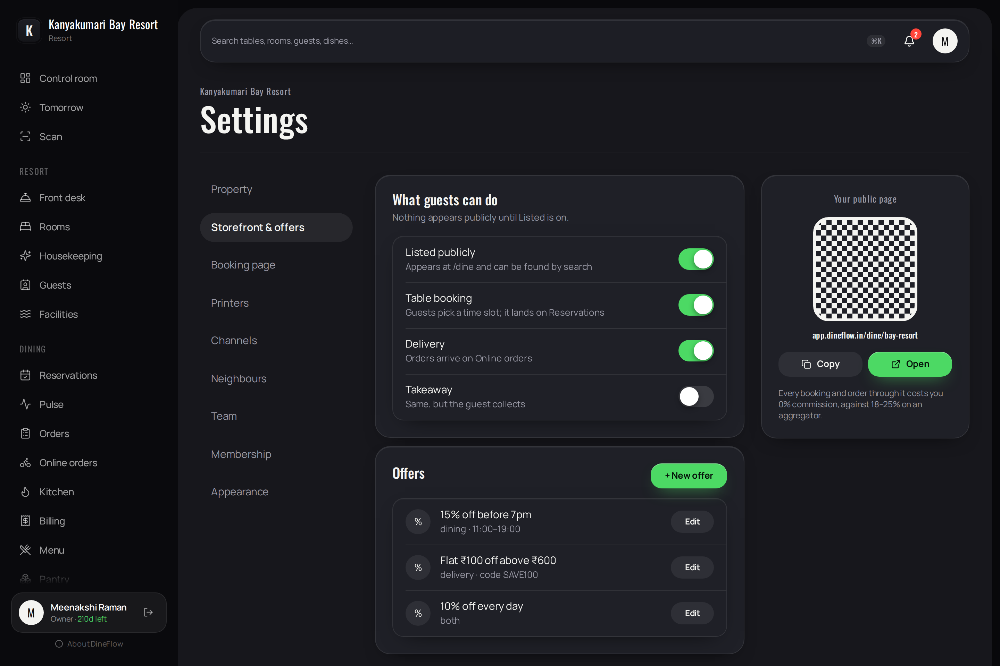 K
Kanyakumari Bay Resort
Resort
Control room
Tomorrow
Scan
RESORT
Front desk
Rooms
Housekeeping
Guests
Facilities
DINING
Reservations
Pulse
Orders
Online orders
Kitchen
Billing
Menu
Pantry
M
Meenakshi Raman
Owner · 210d left
About DineFlow
Search tables, rooms, guests, dishes...
⌘K
2
M
Kanyakumari Bay Resort
Settings
Property
Storefront & offers
Booking page
Printers
Channels
Neighbours
Team
Membership
Appearance
What guests can do
Nothing appears publicly until Listed is on.
Listed publicly
Appears at /dine and can be found by search
Table booking
Guests pick a time slot; it lands on Reservations
Delivery
Orders arrive on Online orders
Takeaway
Same, but the guest collects
Offers
+ New offer
%
15% off before 7pm
dining · 11:00–19:00
Edit
%
Flat ₹100 off above ₹600
delivery · code SAVE100
Edit
%
10% off every day
both
Edit
Your public page
app.dineflow.in/dine/bay-resort
Copy
Open
Every booking and order through it costs you
0% commission, against 18–25% on an
aggregator.